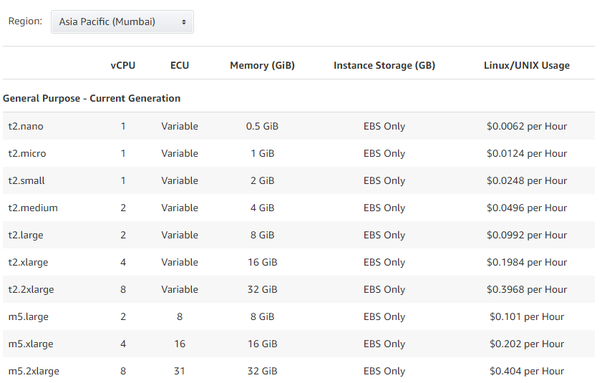 Region: Asia Pacific (Mumbai)
vCPU ECU Memory (GiB) Instance Storage (GB) Linux/UNIX Usage
General Purpose - Current Generation
t2.nano 1 Variable 0.5 GiB EBS Only $0.0062 per Hour
t2.micro 1 Variable 1 GiB EBS Only $0.0124 per Hour
t2.small 1 Variable 2 GiB EBS Only $0.0248 per Hour
t2.medium 2 Variable 4 GiB EBS Only $0.0496 per Hour
t2.large 2 Variable 8 GiB EBS Only $0.0992 per Hour
t2.xlarge 4 Variable 16 GiB EBS Only $0.1984 per Hour
t2.2xlarge 8 Variable 32 GiB EBS Only $0.3968 per Hour
m5.large 2 8 8 GiB EBS Only $0.101 per Hour
m5.xlarge 4 16 16 GiB EBS Only $0.202 per Hour
m5.2xlarge 8 31 32 GiB EBS Only $0.404 per Hour